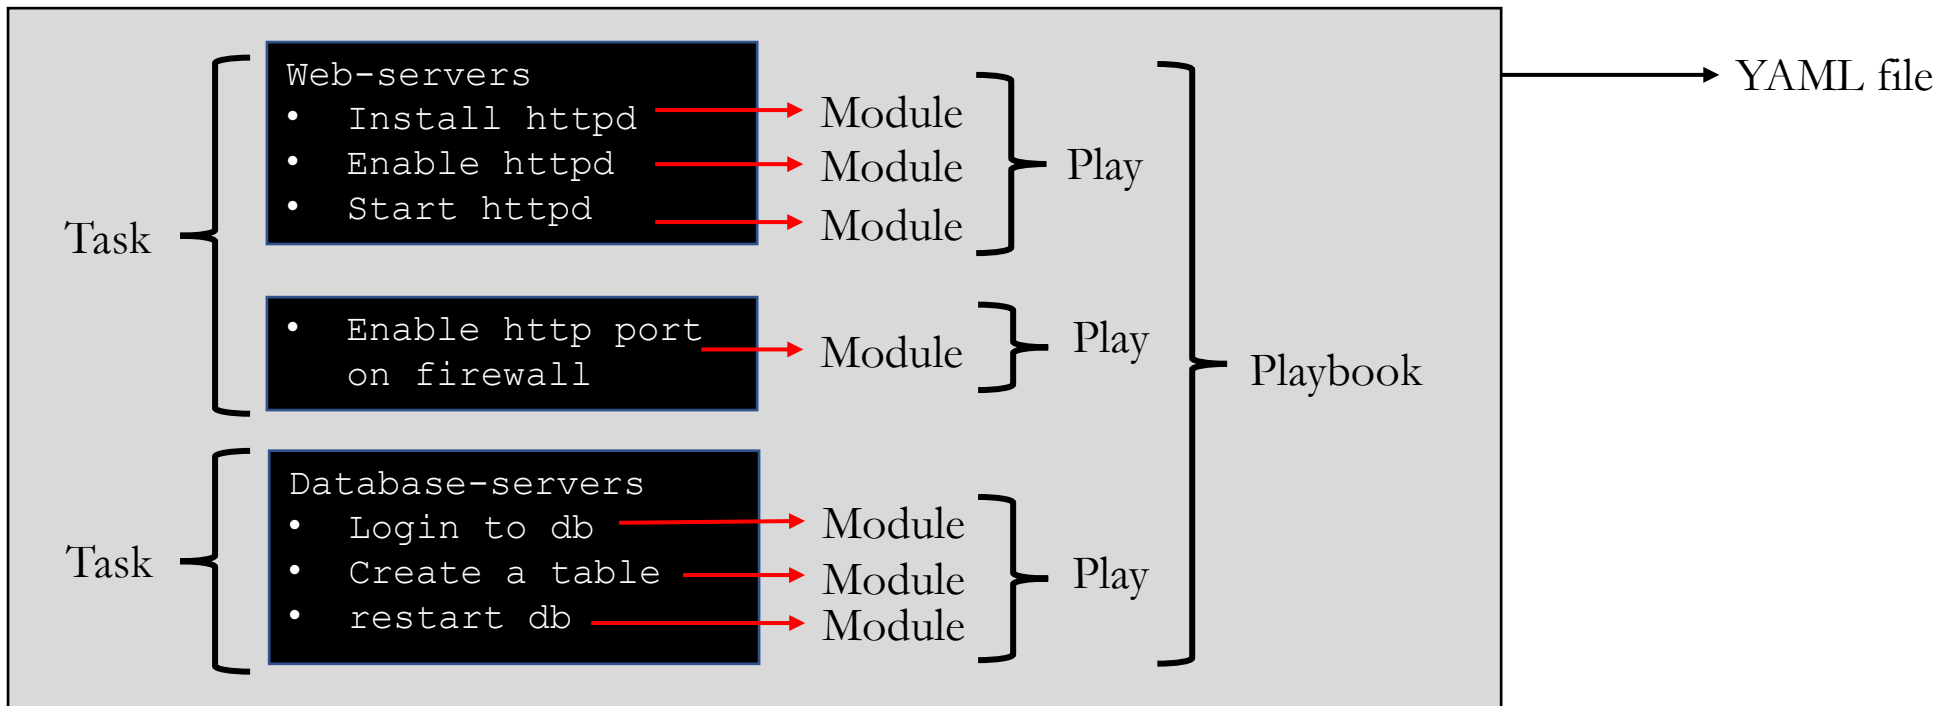 Web-servers
• Install httpd
• Enable httpd
• Start httpd
Task
Module
Module
Module
Play
• Enable http port
on firewall
Module
Play
Task
Database-servers
• Login to db
• Create a table
• restart db
Module
Module
Module
Play
Playbook
YAML file